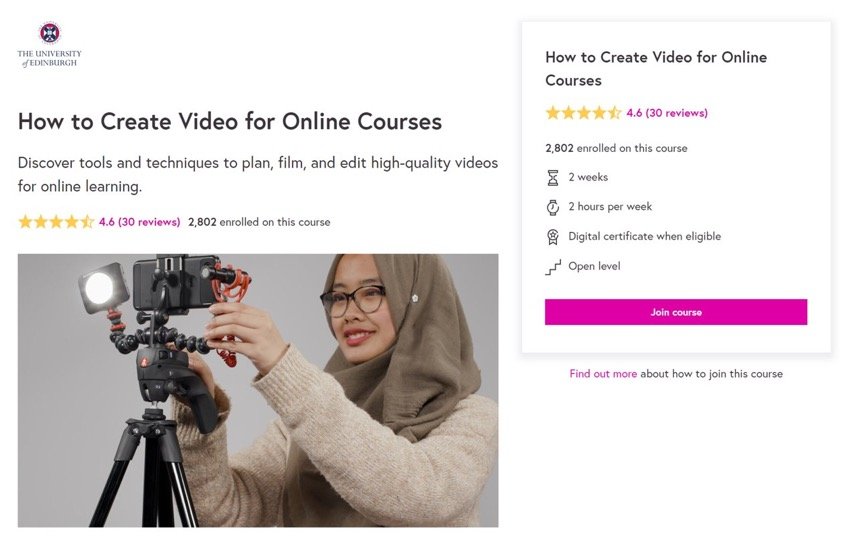 THE UNIVERSITY
of EDINBURGH
How to Create Video for Online Courses
Discover tools and techniques to plan, film, and edit high-quality videos
for online learning.
4.6 (30 reviews) 2,802 enrolled on this course
How to Create Video for Online
Courses
4.6 (30 reviews)
2,802 enrolled on this course
2 weeks
2 hours per week
Digital certificate when eligible
Open level
Join course
Find out more about how to join this course